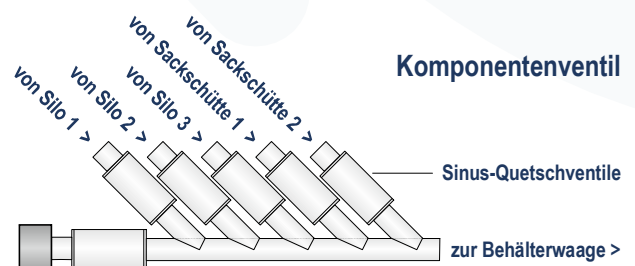 von Silo 1 >
von Silo 2 >
von Silo 3 >
von Sackschütte 1 >
von Sackschütte 2 >
Komponentenventil
Sinus-Quetschventile
zur Behälterwaage >